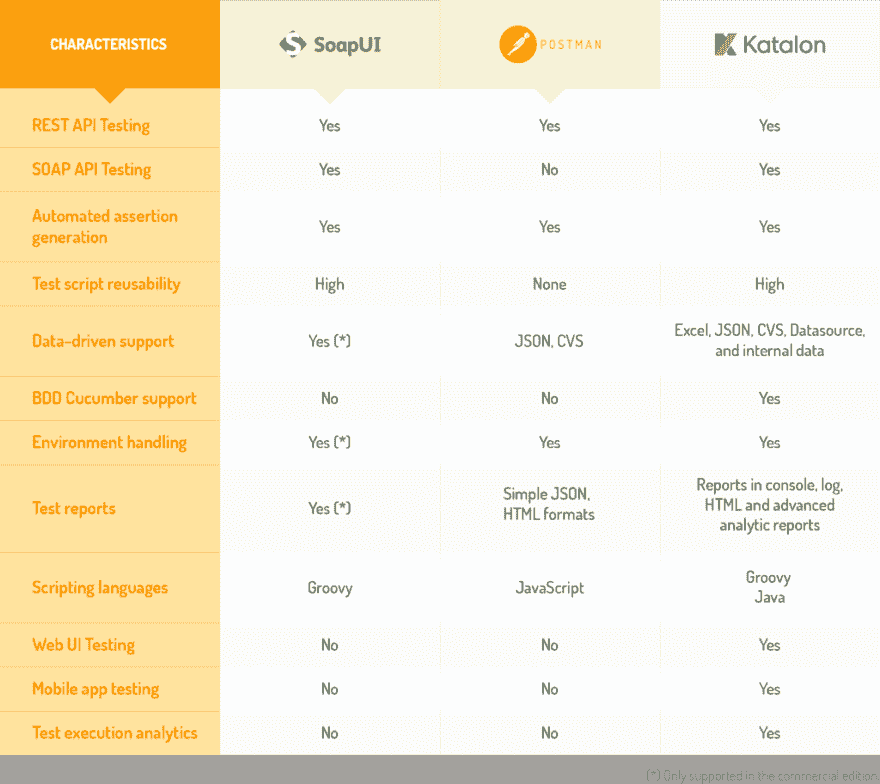 CHARACTERISTICS SoapUI POSTMAN Katalon
REST API Testing Yes Yes Yes
SOAP API Testing Yes No Yes
Automated assertion
generation Yes Yes Yes
Test script reusability High None High
Data-driven support Yes (*) JSON, CVS Excel, JSON, CVS, Datasource,
and internal data
BDD Cucumber support No No Yes
Environment handling Yes (*) Yes Yes
Test reports Yes (*) Simple JSON,
HTML formats
Reports in console, log,
HTML and advanced
analytic reports
Scripting languages Groovy JavaScript Groovy
Java
Web UI Testing No No Yes
Mobile app testing No No Yes
Test execution analytics No No Yes
(*) Only supported in the commercial edition